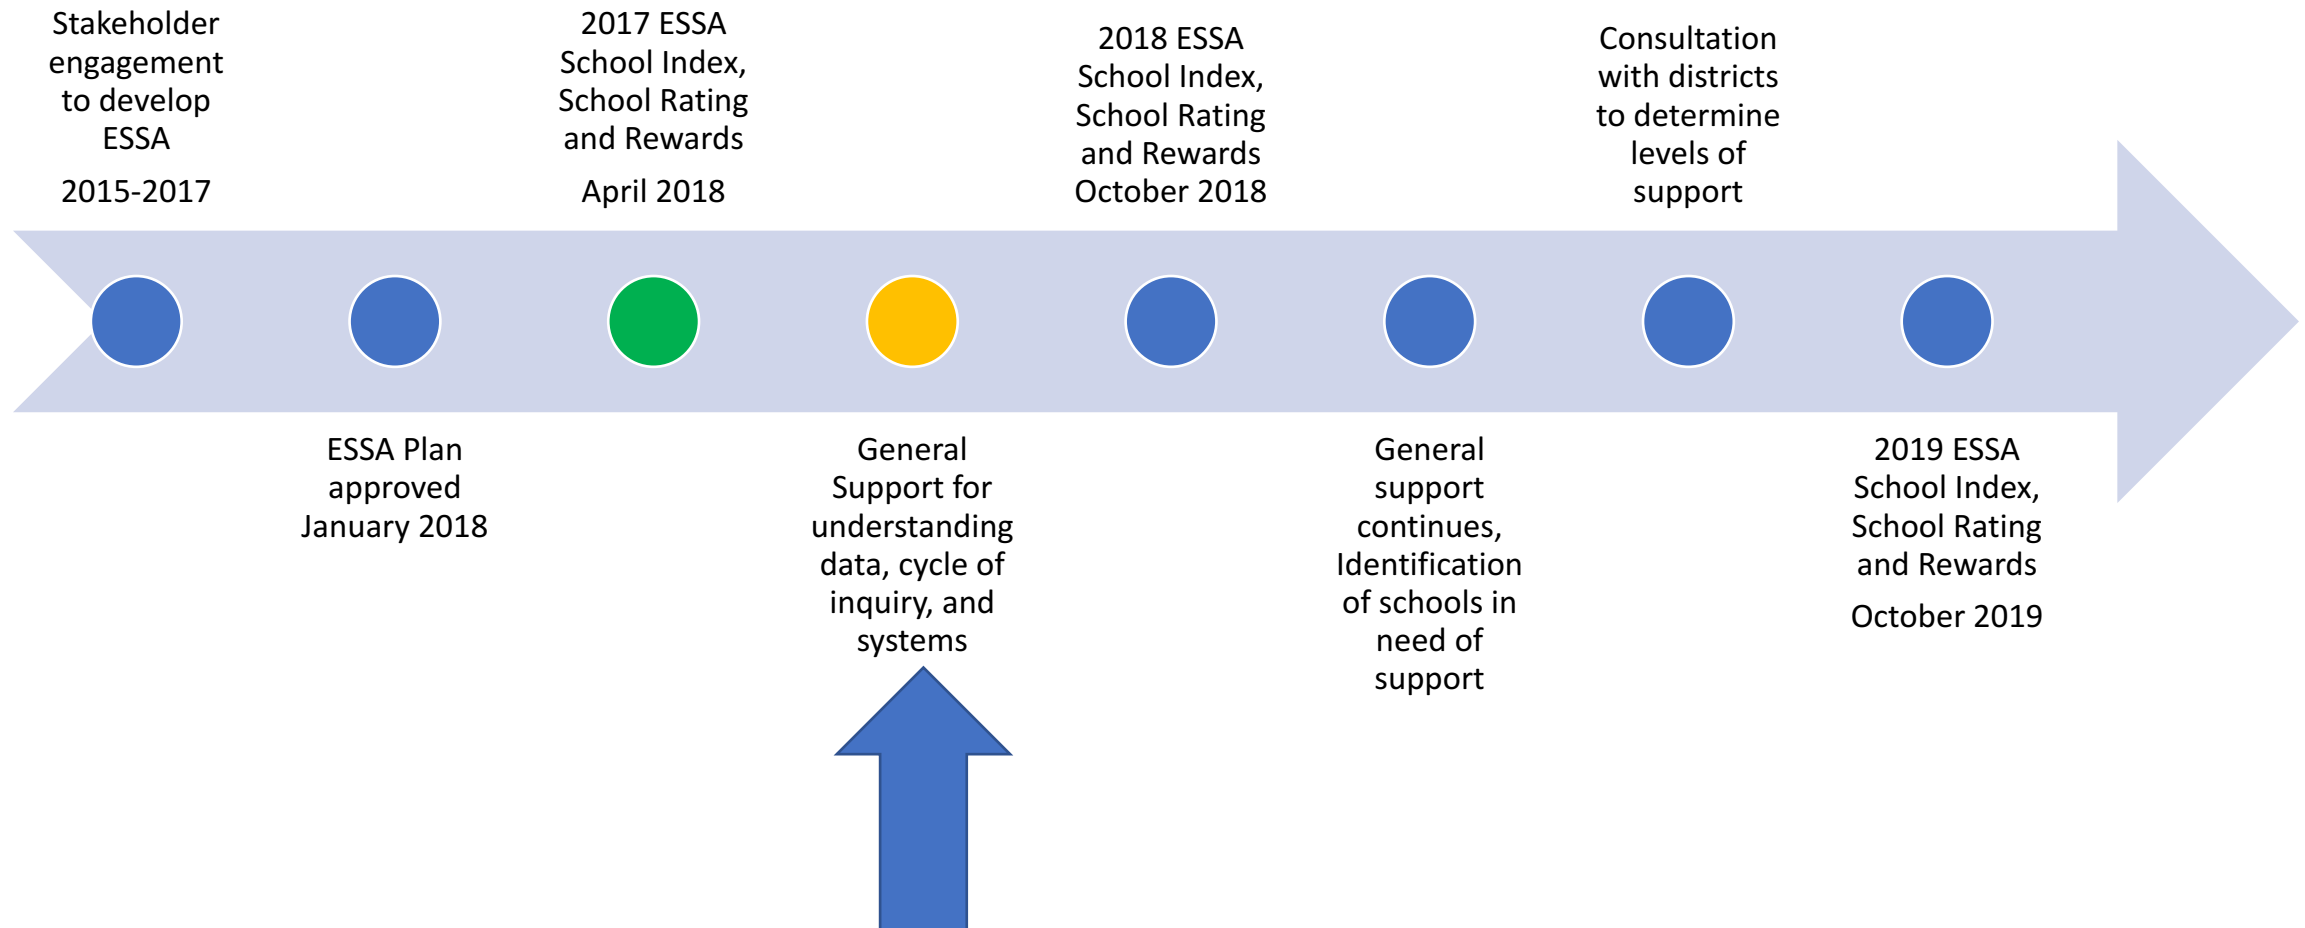 Stakeholder
engagement
to develop
ESSA
2015-2017
ESSA Plan
approved
January 2018
2017 ESSA
School Index,
School Rating
and Rewards
April 2018
General
Support for
understanding
data, cycle of
inquiry, and
systems
2018 ESSA
School Index,
School Rating
and Rewards
October 2018
General
support
continues,
Identification
of schools in
need of
support
Consultation
with districts
to determine
levels of
support
2019 ESSA
School Index,
School Rating
and Rewards
October 2019